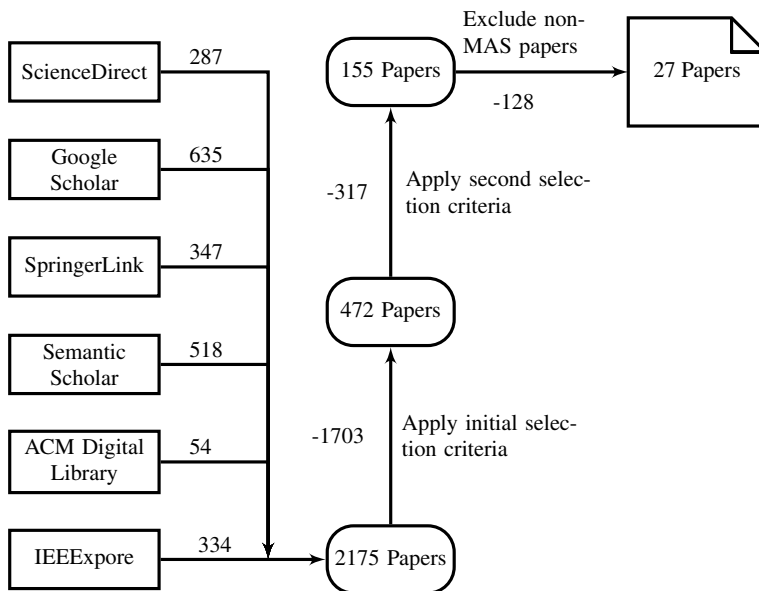 ScienceDirect
287
Google
Scholar
635
SpringerLink
347
Semantic
Scholar
518
ACM Digital
Library
54
IEEExpore
334
2175 Papers
-1703
Apply initial selec-
tion criteria
472 Papers
-317
Apply second selec-
tion criteria
155 Papers
Exclude non-
MAS papers
-128
27 Papers